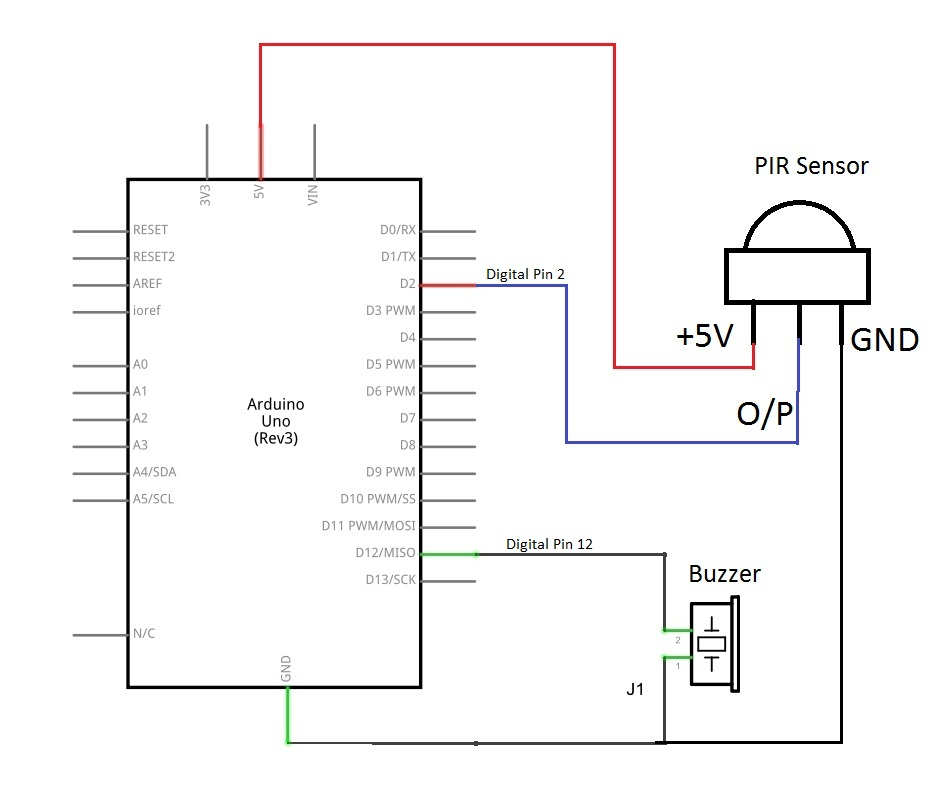 PIR Sensor
3V3
5V
VIN
RESET
D0/RX
RESET2
D1/TX
AREF
D2
Digital Pin 2
ioref
D3 PWM
D4
+5V
GND
A0
D5 PWM
A1
D6 PWM
A2
D7
O/P
Arduino
Uno
(Rev3)
A3
D8
A4/SDA
D9 PWM
A5/SCL
D10 PWM/SS
D11 PWM/MOSI
D12/MISO
Digital Pin 12
D13/SCK
Buzzer
N/C
2
1
GND
J1